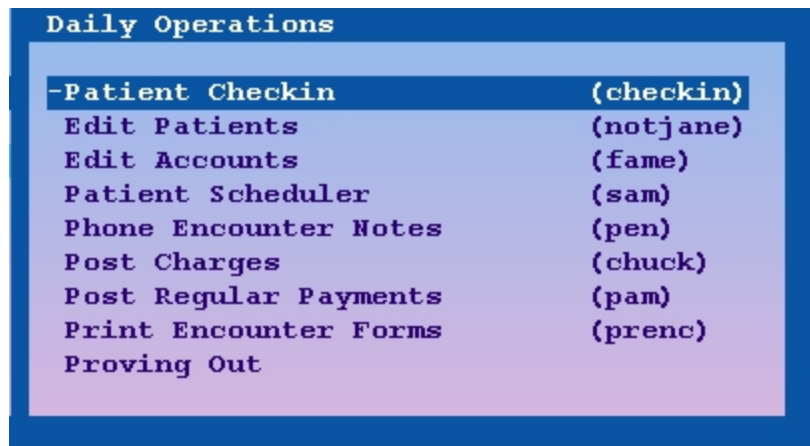 Daily Operations
-Patient Checkin (checkin)
Edit Patients (notjane)
Edit Accounts (fame)
Patient Scheduler (sam)
Phone Encounter Notes (pen)
Post Charges (chuck)
Post Regular Payments (pam)
Print Encounter Forms (prenc)
Proving Out